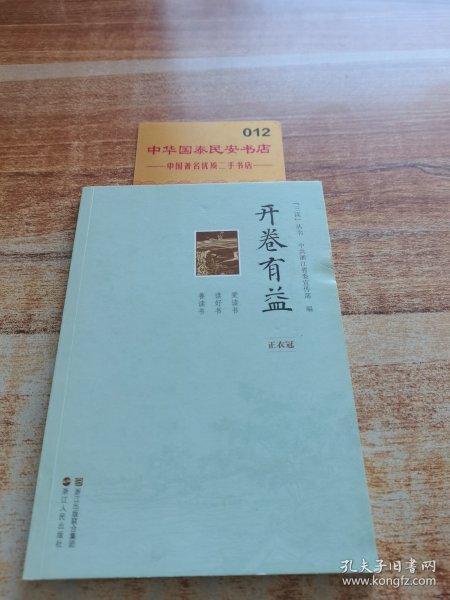 012
中华国泰民安书店
——中国著名优质二手书店——
「三读」丛书 中共浙江省委宣传部 编
开卷有益
正衣冠
爱读书
读好书
善读书
浙江出版联合集团
浙江人民出版社
孔夫子旧书网
www.kongfz.com